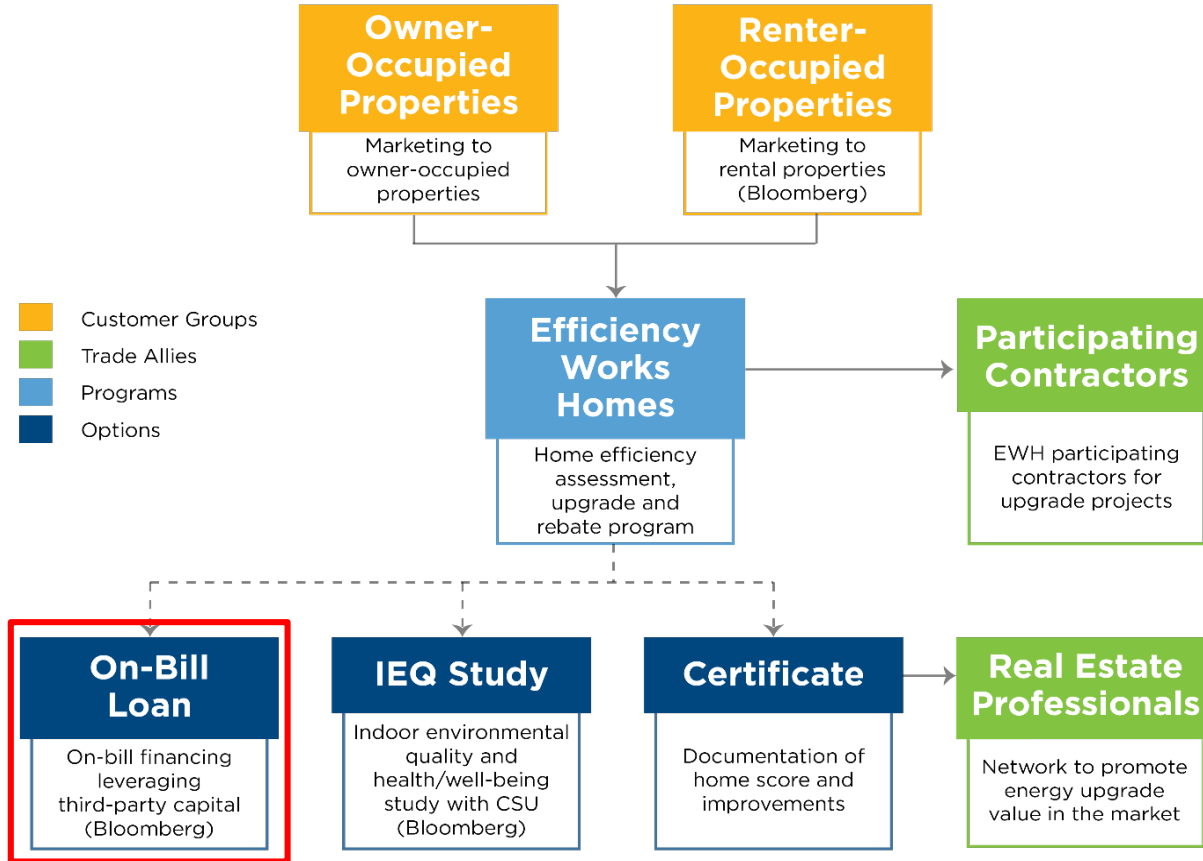 Owner-
Occupied
Properties
Marketing to
owner-occupied
properties
Renter-
Occupied
Properties
Marketing to
rental properties
(Bloomberg)
Customer Groups
Trade Allies
Programs
Options
Efficiency
Works
Homes
Home efficiency
assessment,
upgrade and
rebate program
Participating
Contractors
EWH participating
contractors for
upgrade projects
On-Bill
Loan
On-bill financing
leveraging
third-party capital
(Bloomberg)
IEQ Study
Indoor environmental
quality and
health/well-being
study with CSU
(Bloomberg)
Certificate
Documentation of
home score and
improvements
Real Estate
Professionals
Network to promote
energy upgrade
value in the market